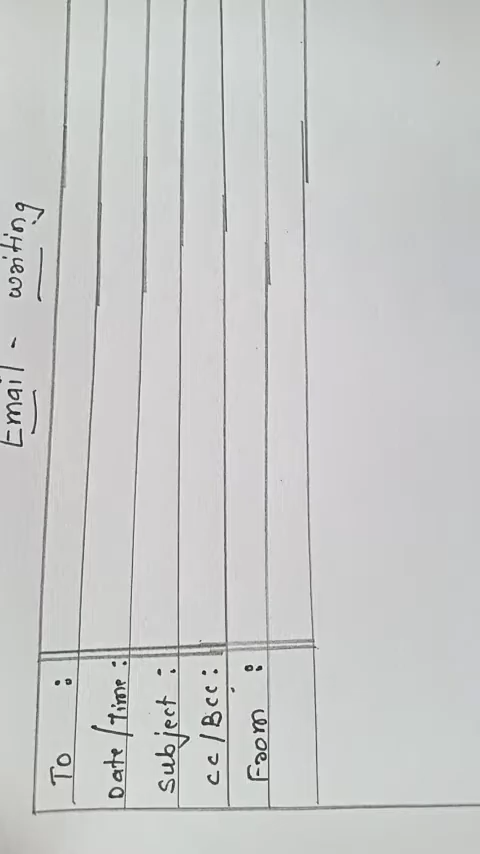 Email - writing
To :
Date/Time :
Subject :
cc/Bcc :
From :